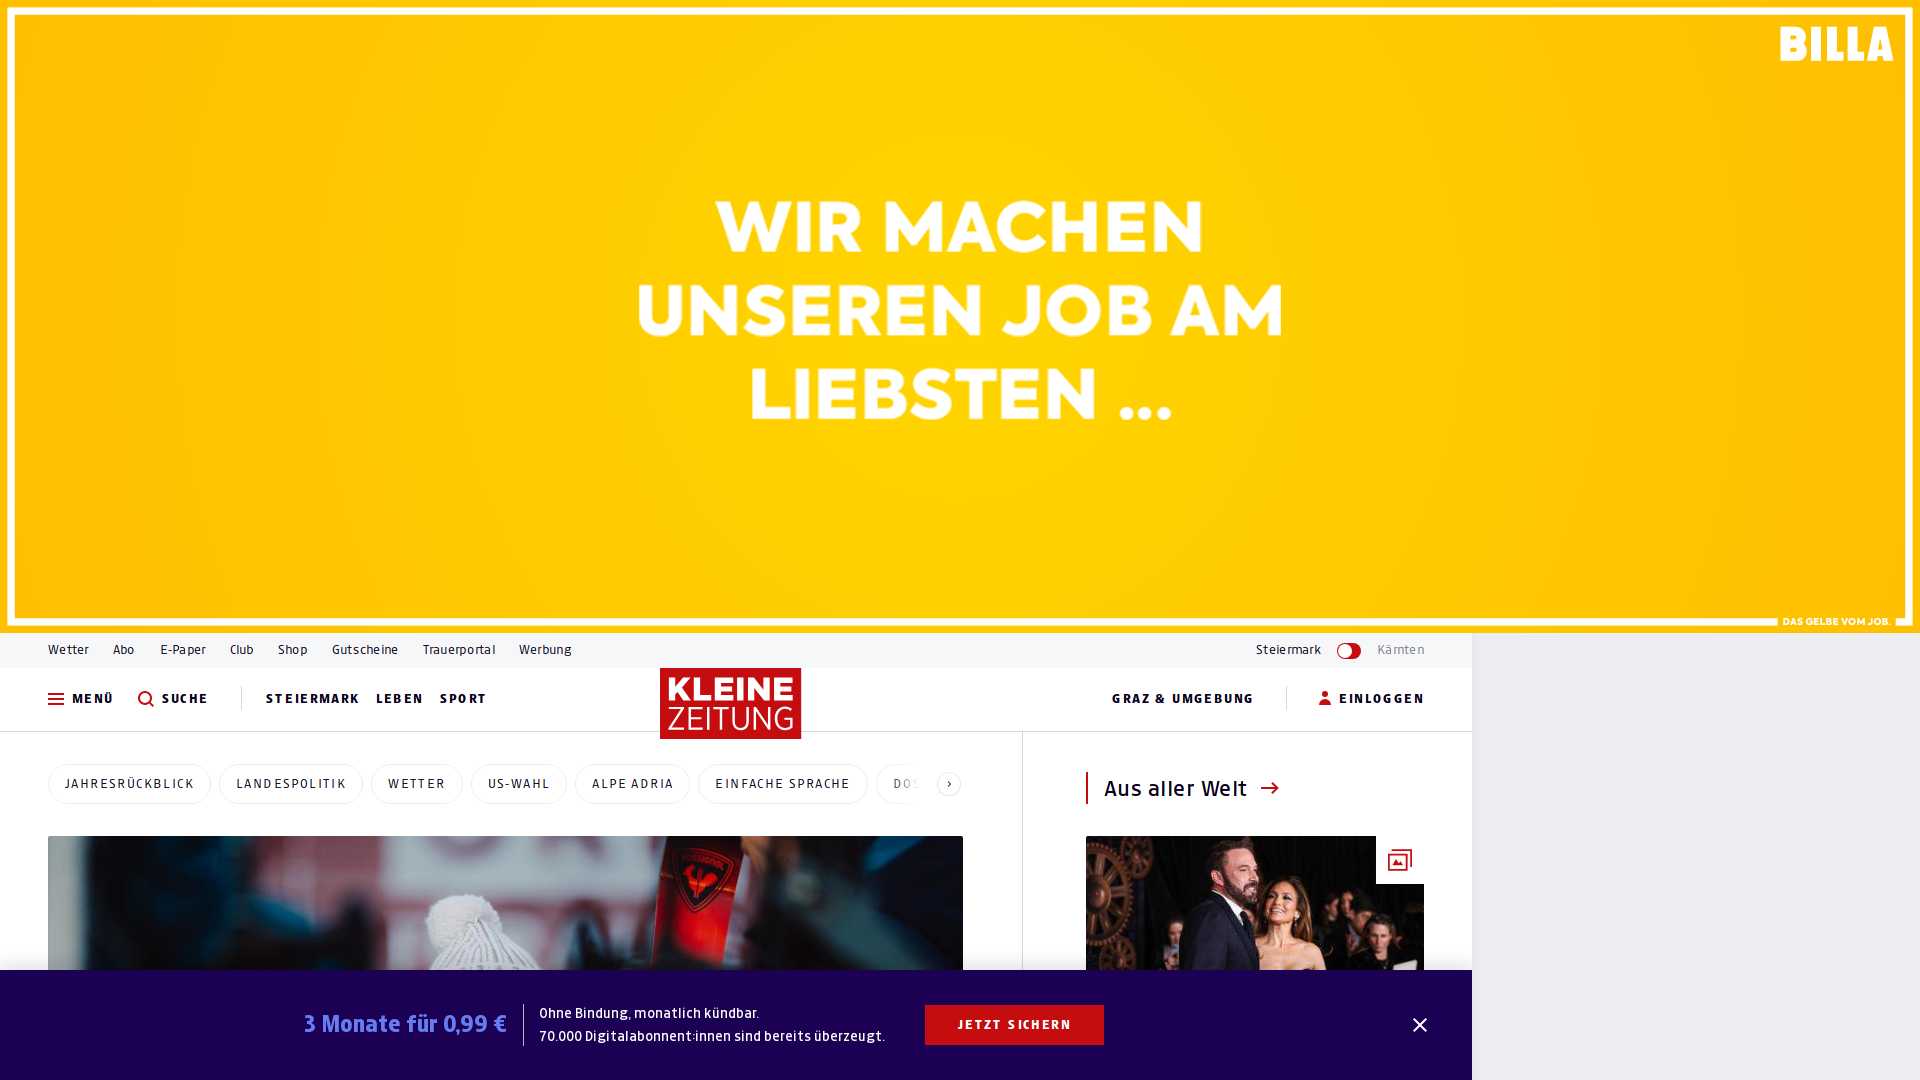 BILLA
WIR MACHEN
UNSEREN JOB AM
LIEBSTEN ...
DAS GELBE VOM JOB.
Wetter Abo E-Paper Club Shop Gutscheine Trauerportal Werbung Steiermark Kärnten
MENÜ SUCHE STEIERMARK LEBEN SPORT
KLEINE
ZEITUNG
GRAZ & UMGEBUNG EINLOGGEN
JAHRESRÜCKBLICK LANDESPOLITIK WETTER US-WAHL ALPE ADRIA EINFACHE SPRACHE
Aus aller Welt
ROSSIGNOL
3 Monate für 0,99 €
Ohne Bindung, monatlich kündbar.
70.000 Digitalabonnent:innen sind bereits überzeugt.
JETZT SICHERN